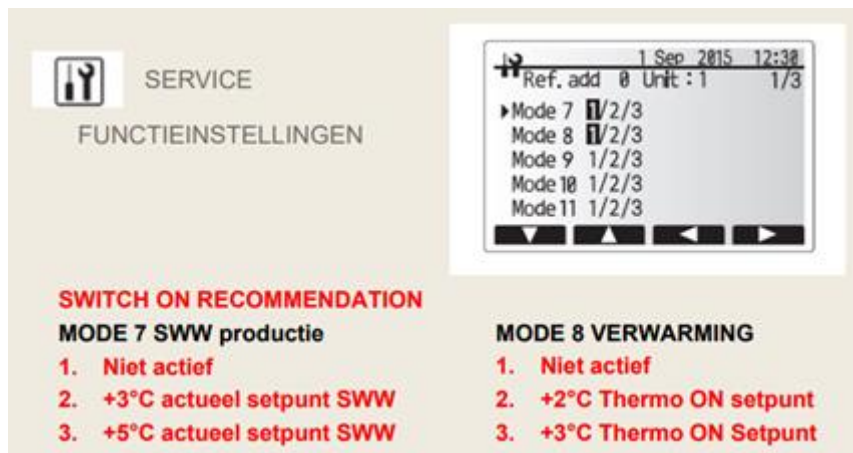 SERVICE
FUNCTIEINSTELLINGEN
1 Sep 2015 12:30
Ref. add 0 Unit : 1 1/3
Mode 7 1/2/3
Mode 8 1/2/3
Mode 9 1/2/3
Mode 10 1/2/3
Mode 11 1/2/3
SWITCH ON RECOMMENDATION
MODE 7 SWW productie
1. Niet actief
2. +3°C actueel setpunt SWW
3. +5°C actueel setpunt SWW
MODE 8 VERWARMING
1. Niet actief
2. +2°C Thermo ON setpunt
3. +3°C Thermo ON Setpunt